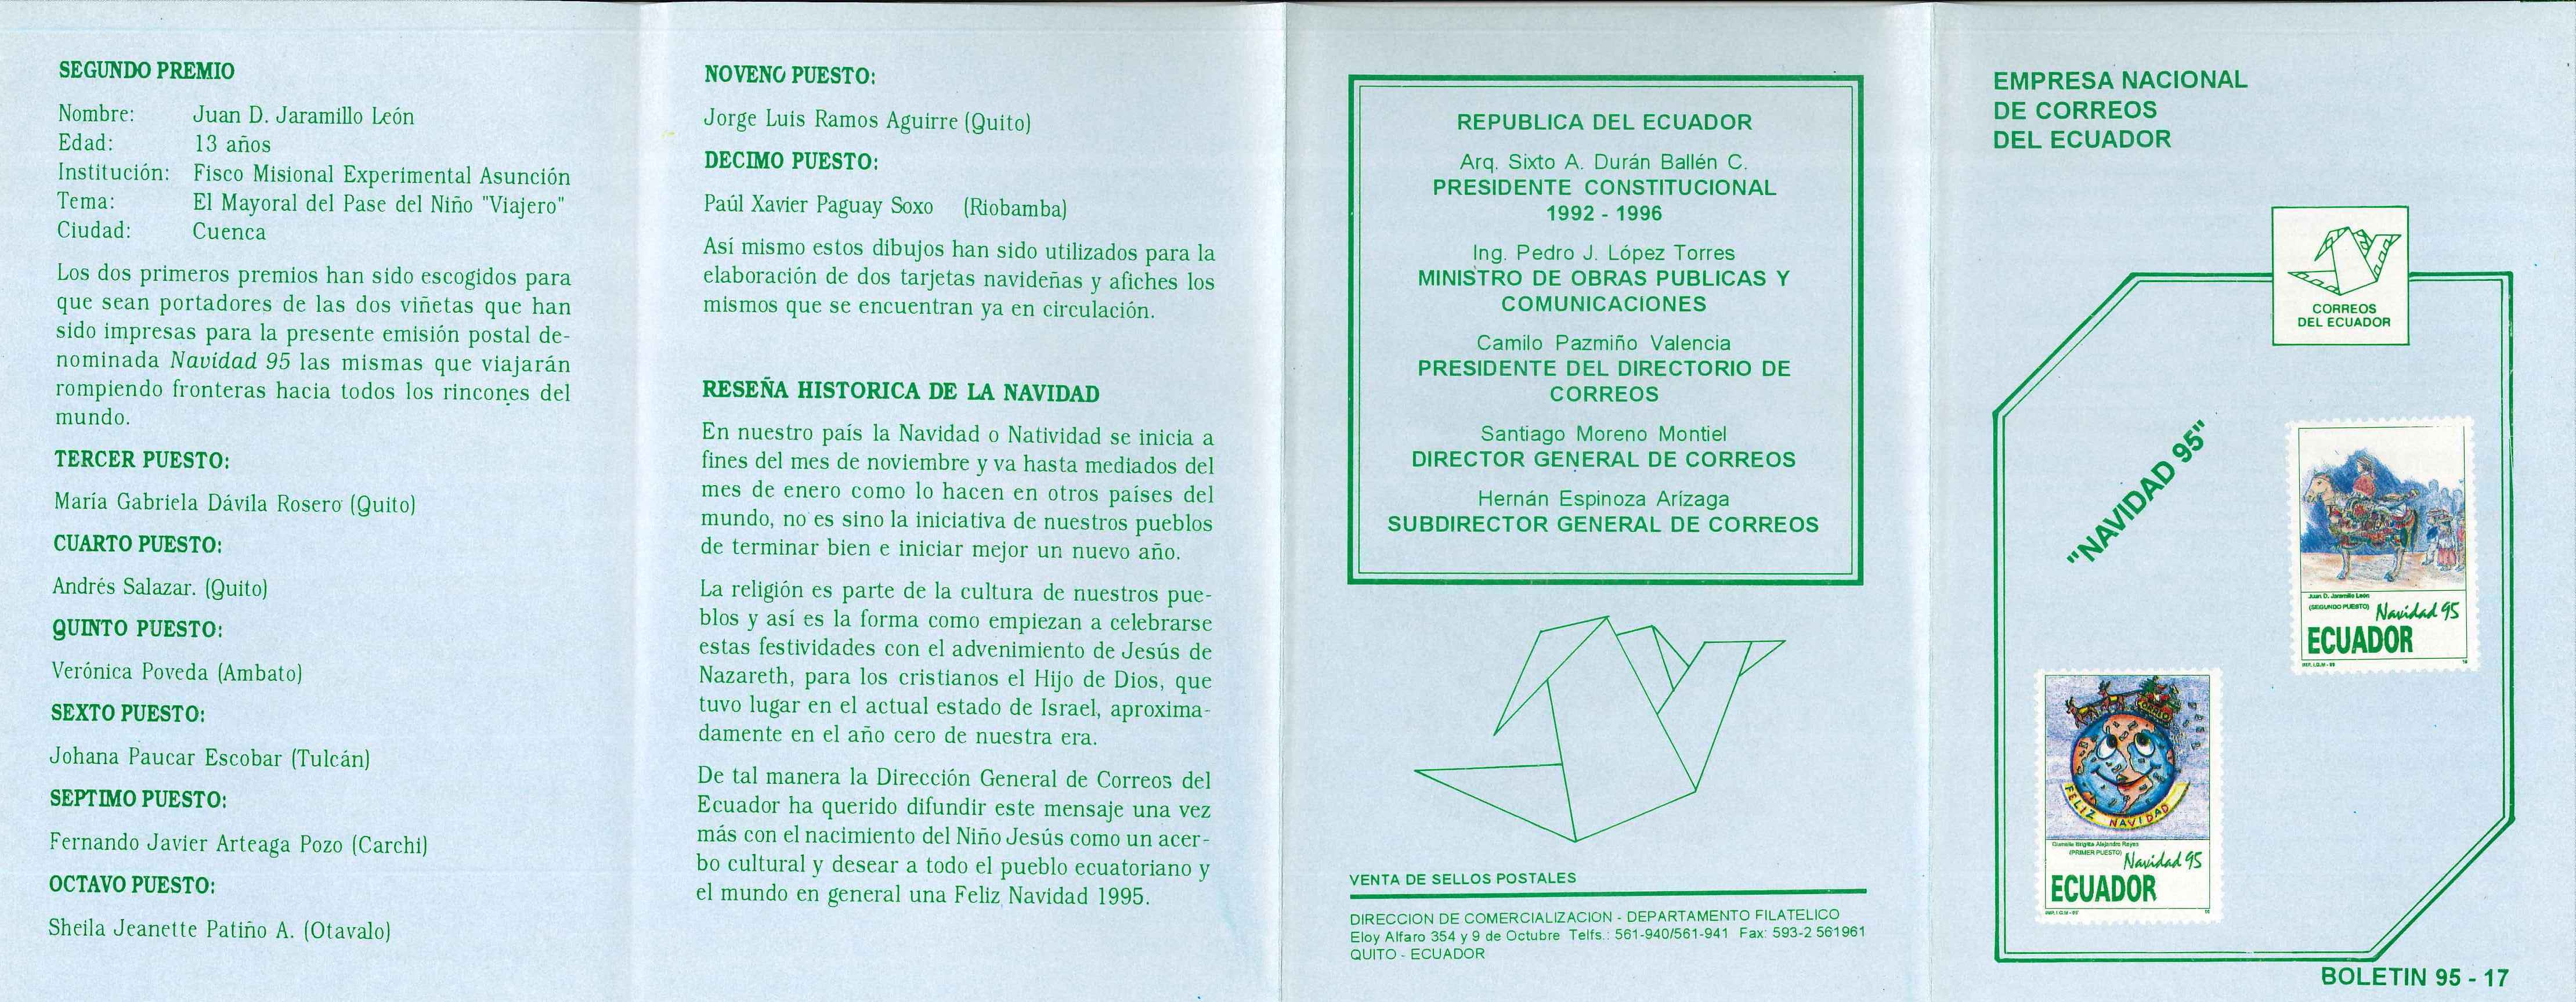 SEGUNDO PREMIO
Nombre: Juan D. Jaramillo León
Edad: 13 años
Institución: Fisco Misional Experimental Asunción
Tema: El Mayoral del Pase del Niño "Viajero"
Ciudad: Cuenca
Los dos primeros premios han sido escogidos para
que sean portadores de las dos viñetas que han
sido impresas para la presente emisión postal de-
nominada Navidad 95 las mismas que viajarán
rompiendo fronteras hacia todos los rincones del
mundo.
TERCER PUESTO:
María Gabriela Dávila Rosero (Quito)
CUARTO PUESTO:
Andrés Salazar. (Quito)
QUINTO PUESTO:
Verónica Poveda (Ambato)
SEXTO PUESTO:
Johana Paucar Escobar (Tulcán)
SEPTIMO PUESTO:
Fernando Javier Arteaga Pozo (Carchi)
OCTAVO PUESTO:
Sheila Jeanette Patiño A. (Otavalo)
NOVENO PUESTO:
Jorge Luis Ramos Aguirre (Quito)
DECIMO PUESTO:
Paúl Xavier Paguay Soxo (Riobamba)
Así mismo estos dibujos han sido utilizados para la
elaboración de dos tarjetas navideñas y afiches los
mismos que se encuentran ya en circulación.
RESEÑA HISTORICA DE LA NAVIDAD
En nuestro país la Navidad o Natividad se inicia a
fines del mes de noviembre y va hasta mediados del
mes de enero como lo hacen en otros países del
mundo, no es sino la iniciativa de nuestros pueblos
de terminar bien e iniciar mejor un nuevo año.
La religión es parte de la cultura de nuestros pue-
blos y así es la forma como empiezan a celebrarse
estas festividades con el advenimiento de Jesús de
Nazareth, para los cristianos el Hijo de Dios, que
tuvo lugar en el actual estado de Israel, aproxima-
damente en el año cero de nuestra era.
De tal manera la Dirección General de Correos del
Ecuador ha querido difundir este mensaje una vez
más con el nacimiento del Niño Jesús como un acer-
bo cultural y desear a todo el pueblo ecuatoriano y
el mundo en general una Feliz Navidad 1995.
REPUBLICA DEL ECUADOR
Arq. Sixto A. Durán Ballén C.
PRESIDENTE CONSTITUCIONAL
1992 - 1996
Ing. Pedro J. López Torres
MINISTRO DE OBRAS PUBLICAS Y
COMUNICACIONES
Camilo Pazmiño Valencia
PRESIDENTE DEL DIRECTORIO DE
CORREOS
Santiago Moreno Montiel
DIRECTOR GENERAL DE CORREOS
Hernán Espinoza Arízaga
SUBDIRECTOR GENERAL DE CORREOS
VENTA DE SELLOS POSTALES
DIRECCION DE COMERCIALIZACION - DEPARTAMENTO FILATELICO
Eloy Alfaro 354 y 9 de Octubre Telfs.: 561-940/561-941 Fax: 593-2 561961
QUITO - ECUADOR
EMPRESA NACIONAL
DE CORREOS
DEL ECUADOR
CORREOS
DEL ECUADOR
"NAVIDAD 95"
Juan D. Jaramillo León
(SEGUNDO PUESTO)
Navidad 95
ECUADOR
CORREO
FELIZ NAVIDAD
(PRIMER PUESTO)
Navidad 95
ECUADOR
BOLETIN 95 - 17